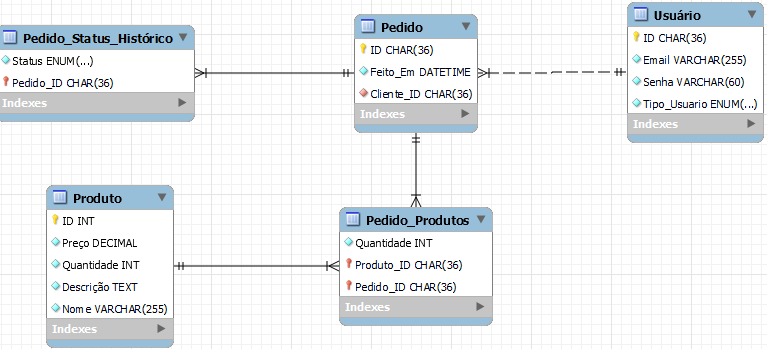 Pedido_Status_Histórico
Status ENUM(...)
Pedido_ID CHAR(36)
Indexes
Pedido
ID CHAR(36)
Feito_Em DATETIME
Cliente_ID CHAR(36)
Indexes
Usuário
ID CHAR(36)
Email VARCHAR(255)
Senha VARCHAR(60)
Tipo_Usuario ENUM(...)
Indexes
Produto
ID INT
Preço DECIMAL
Quantidade INT
Descrição TEXT
Nome VARCHAR(255)
Indexes
Pedido_Produtos
Quantidade INT
Produto_ID CHAR(36)
Pedido_ID CHAR(36)
Indexes